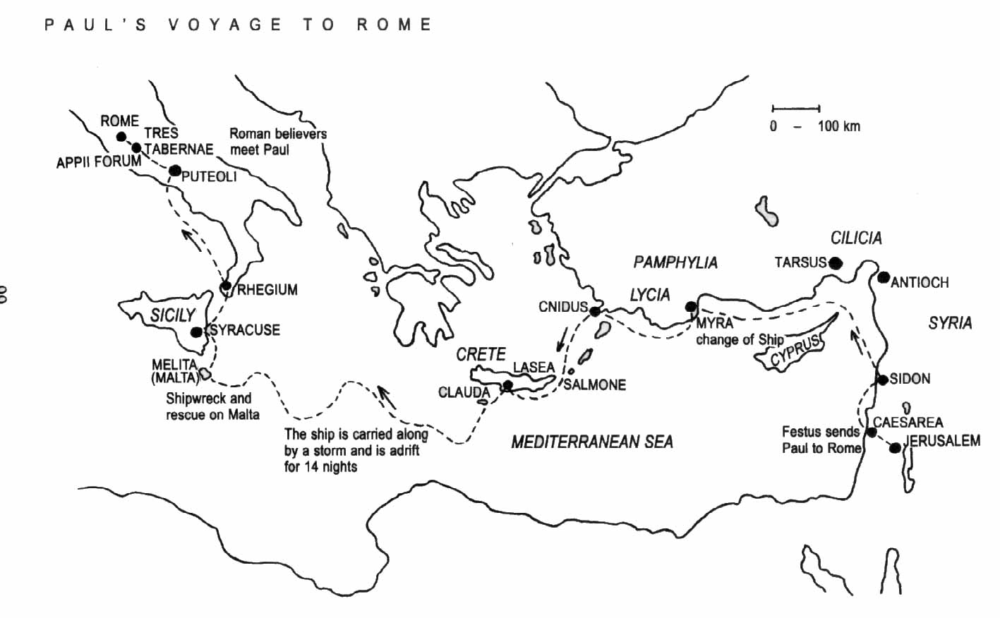 PAUL'S VOYAGE TO ROME
0 – 100 km
ROME
TRES
TABERNAE
APPII FORUM
PUTEOLI
Roman believers
meet Paul
CILICIA
TARSUS
ANTIOCH
PAMPHYLIA
LYCIA
RHEGIUM
CNIDUS
SICILY
SYRACUSE
MYRA
change of Ship
SYRIA
CYPRUS
CRETE
LASEA
MELITA
(MALTA)
SALMONE
CLAUDA
SIDON
Shipwreck and
rescue on Malta
CAESAREA
Festus sends
Paul to Rome
JERUSALEM
The ship is carried along
by a storm and is adrift
for 14 nights
MEDITERRANEAN SEA